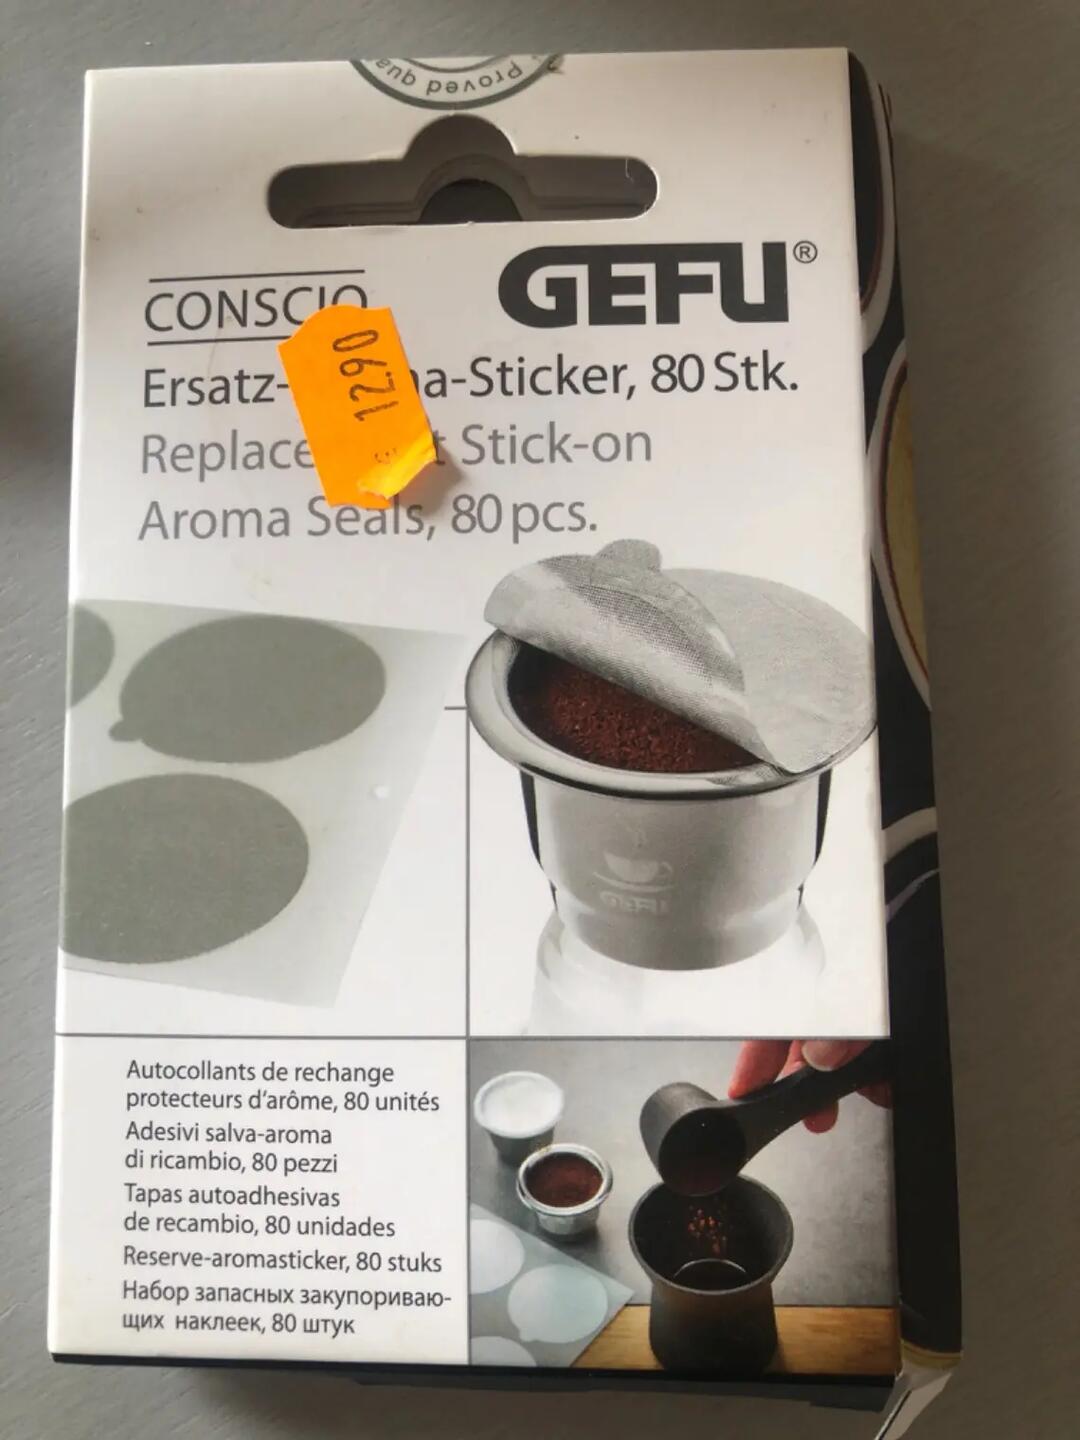 Proved qua
GEFU®
CONSCIO
€ 12.90
Ersatz- a-Sticker, 80 Stk.
Stick-on
Aroma Seals, 80 pcs.
GEFU
Autocollants de rechange
protecteurs d'arôme, 80 unités
Adesivi salva-aroma
di ricambio, 80 pezzi
Tapas autoadhesivas
de recambio, 80 unidades
Reserve-aromasticker, 80 stuks
Набор запасных закупориваю-
щих наклеек, 80 штук